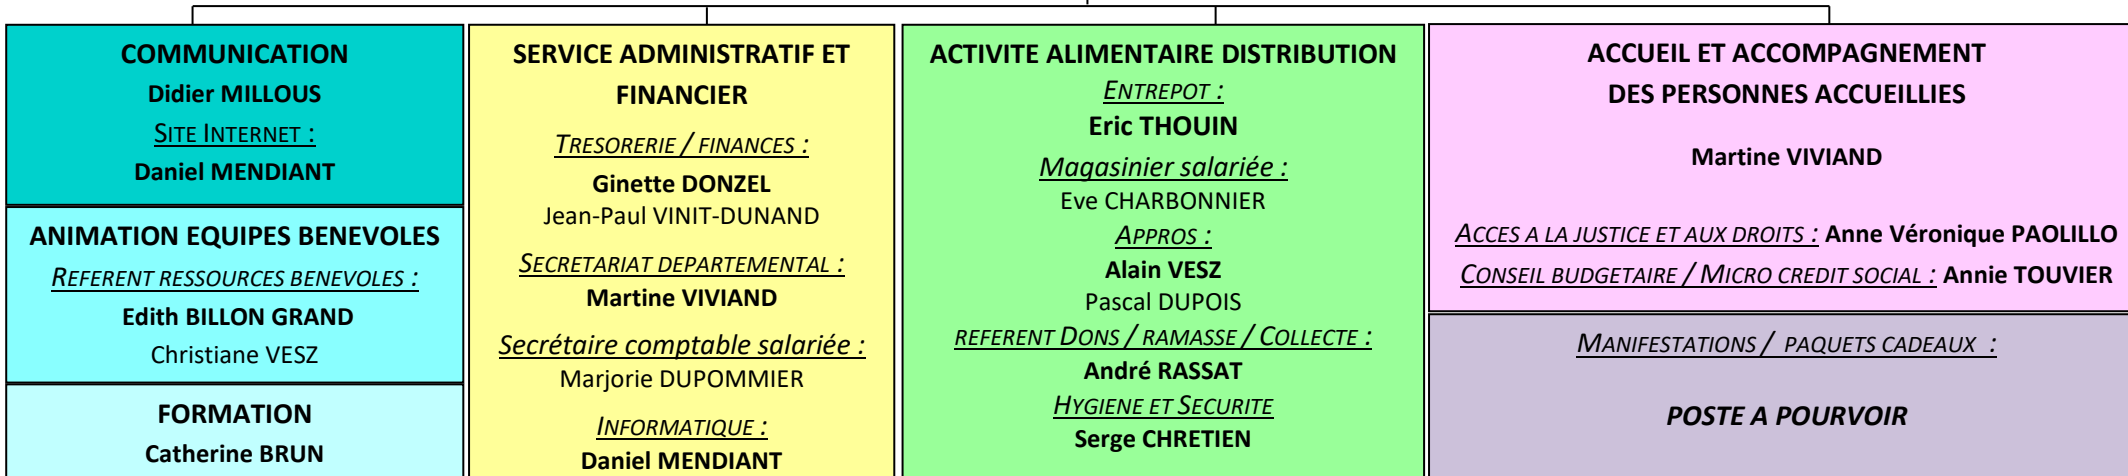 COMMUNICATION
Didier MILLOUS
SITE INTERNET :
Daniel MENDIANT
ANIMATION EQUIPES BENEVOLES
REFERENT RESSOURCES BENEVOLES :
Edith BILLON GRAND
Christiane VESZ
FORMATION
Catherine BRUN
SERVICE ADMINISTRATIF ET
FINANCIER
TRESORERIE / FINANCES :
Ginette DONZEL
Jean-Paul VINIT-DUNAND
SECRETARIAT DEPARTEMENTAL :
Martine VIVIAND
Secrétaire comptable salariée :
Marjorie DUPOMMIER
INFORMATIQUE :
Daniel MENDIANT
ACTIVITE ALIMENTAIRE DISTRIBUTION
ENTREPOT :
Eric THOUIN
Magasinier salariée :
Eve CHARBONNIER
APPROS :
Alain VESZ
Pascal DUPOIS
REFERENT DONS / RAMASSE / COLLECTE :
André RASSAT
HYGIENE ET SECURITE
Serge CHRETIEN
ACCUEIL ET ACCOMPAGNEMENT
DES PERSONNES ACCUEILLIES
Martine VIVIAND
ACCES A LA JUSTICE ET AUX DROITS : Anne Véronique PAOLILLO
CONSEIL BUDGETAIRE / MICRO CREDIT SOCIAL : Annie TOUVIER
MANIFESTATIONS / PAQUETS CADEAUX :
POSTE A POURVOIR